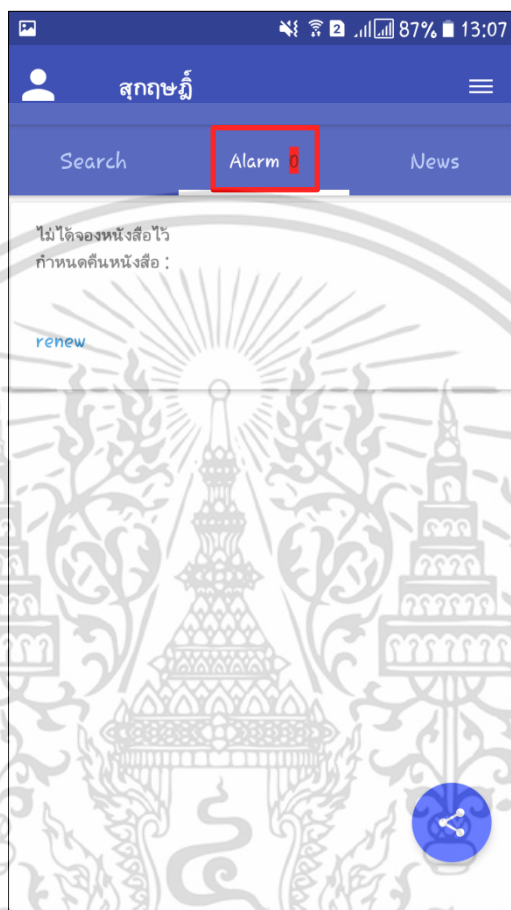 2 87% 13:07
สุกฤษฎิ์
Search Alarm 0 News
ไม่ได้จองหนังสือไว้
กำหนดคืนหนังสือ :
renew